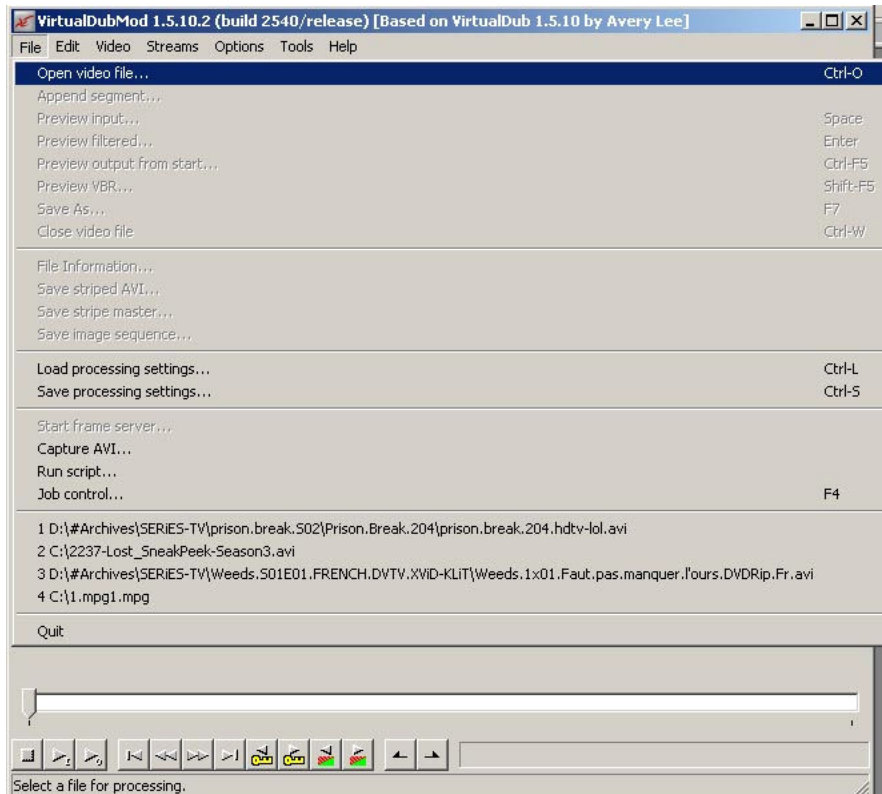 VirtualDubMod 1.5.10.2 (build 2540/release) [Based on VirtualDub 1.5.10 by Avery Lee]
File Edit Video Streams Options Tools Help
Open video file... Ctrl-O
Append segment...
Preview input... Space
Preview filtered... Enter
Preview output from start... Ctrl-F5
Preview VBR... Shift-F5
Save As... F7
Close video file Ctrl-W
File Information...
Save striped AVI...
Save stripe master...
Save image sequence...
Load processing settings... Ctrl-L
Save processing settings... Ctrl-S
Start frame server...
Capture AVI...
Run script...
Job control... F4
1 D:\#Archives\SERiES-TV\prison.break.S02\Prison.Break.204\prison.break.204.hdtv-lol.avi
2 C:\2237-Lost_SneakPeek-Season3.avi
3 D:\#Archives\SERiES-TV\Weeds.S01E01.FRENCH.DVTV.XViD-KLiT\Weeds.1x01.Faut.pas.manquer.l'ours.DVDRip.Fr.avi
4 C:\1.mpg1.mpg
Quit
Select a file for processing.